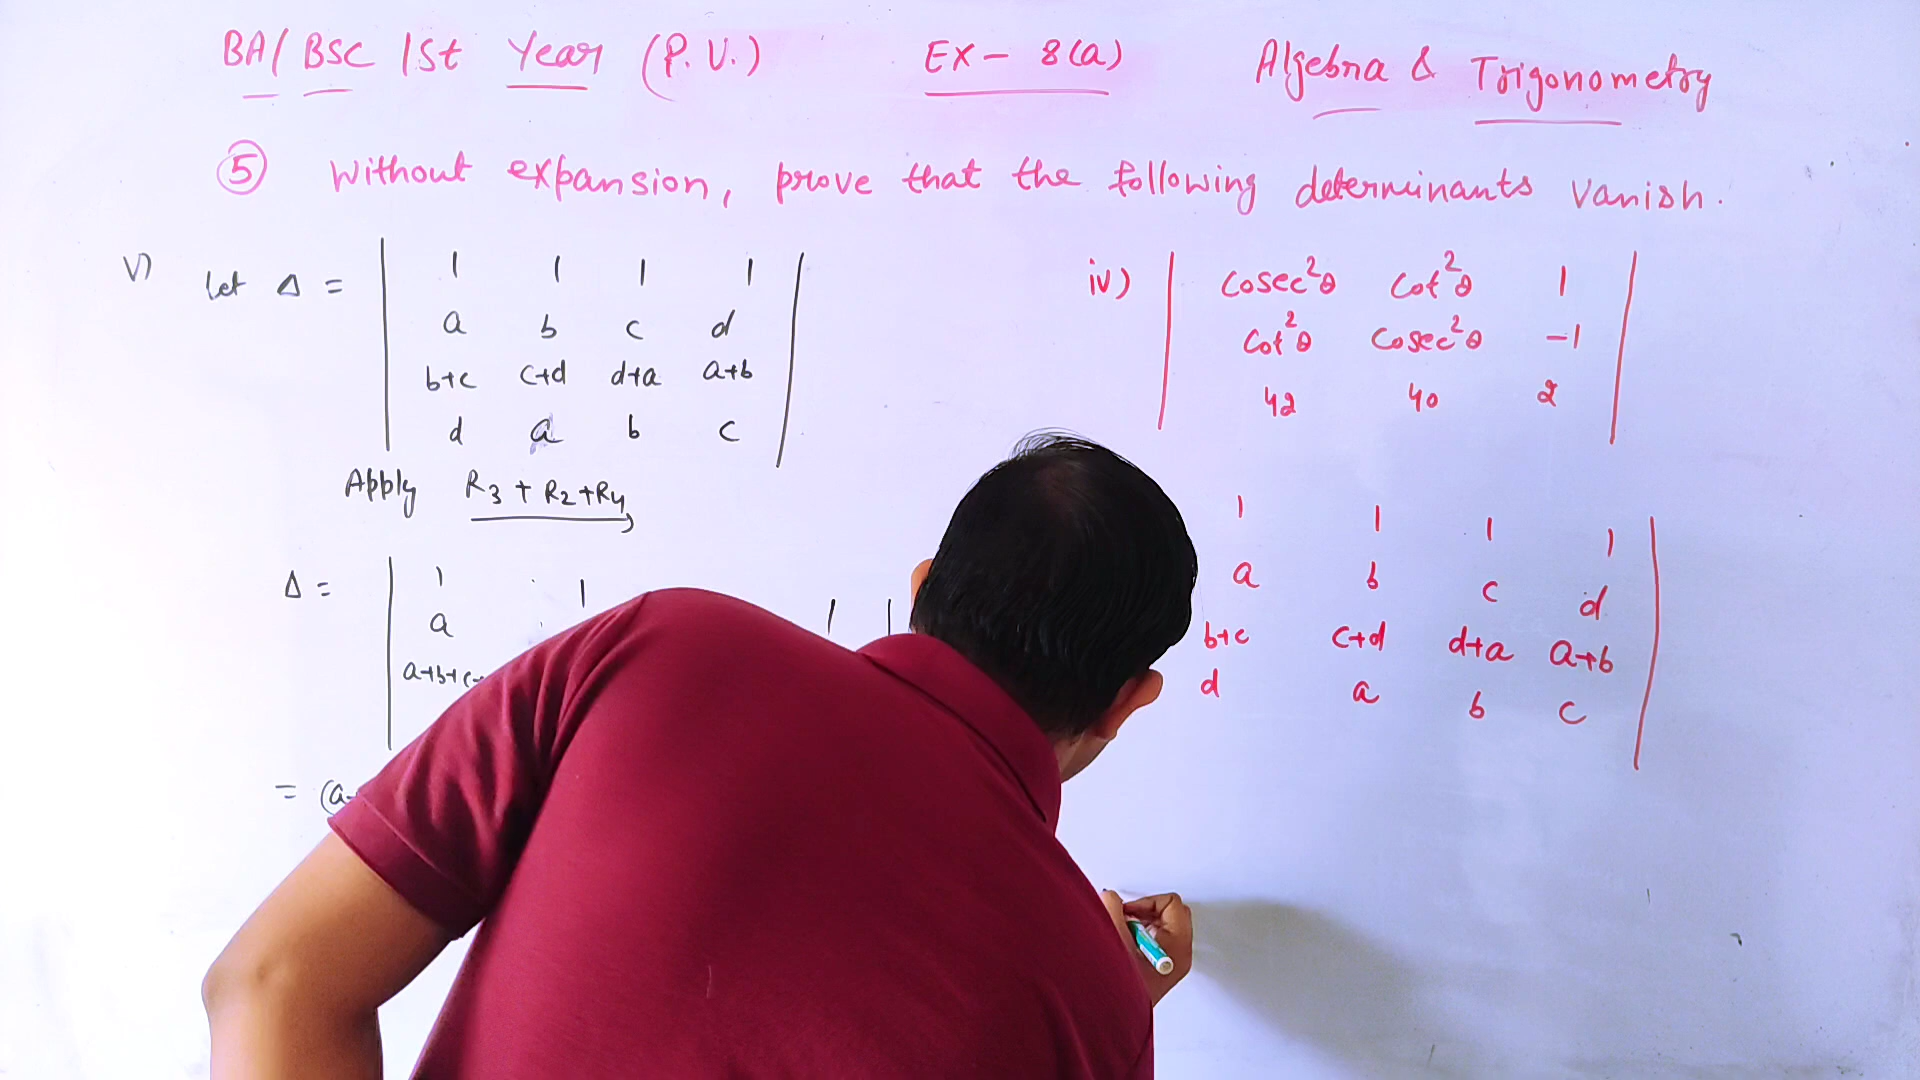 BA/ BSC 1St Year (P.U.) EX- 8(a) Algebra & Trigonometry
⑤ Without expansion, prove that the following determinants vanish.
V) Let Δ = | 1 1 1 1 |
| a b c d |
| b+c c+d d+a a+b |
| d a b c |
Apply R3 + R2 + R4
Δ = | 1 1 1 |
| a
| a+b+c
= (a
iv) | Cosec²θ Cot²θ 1 |
| Cot²θ Cosec²θ -1 |
| 42 40 2 |
1 1 1 1 |
a b c d |
b+c c+d d+a a+b |
d a b c |